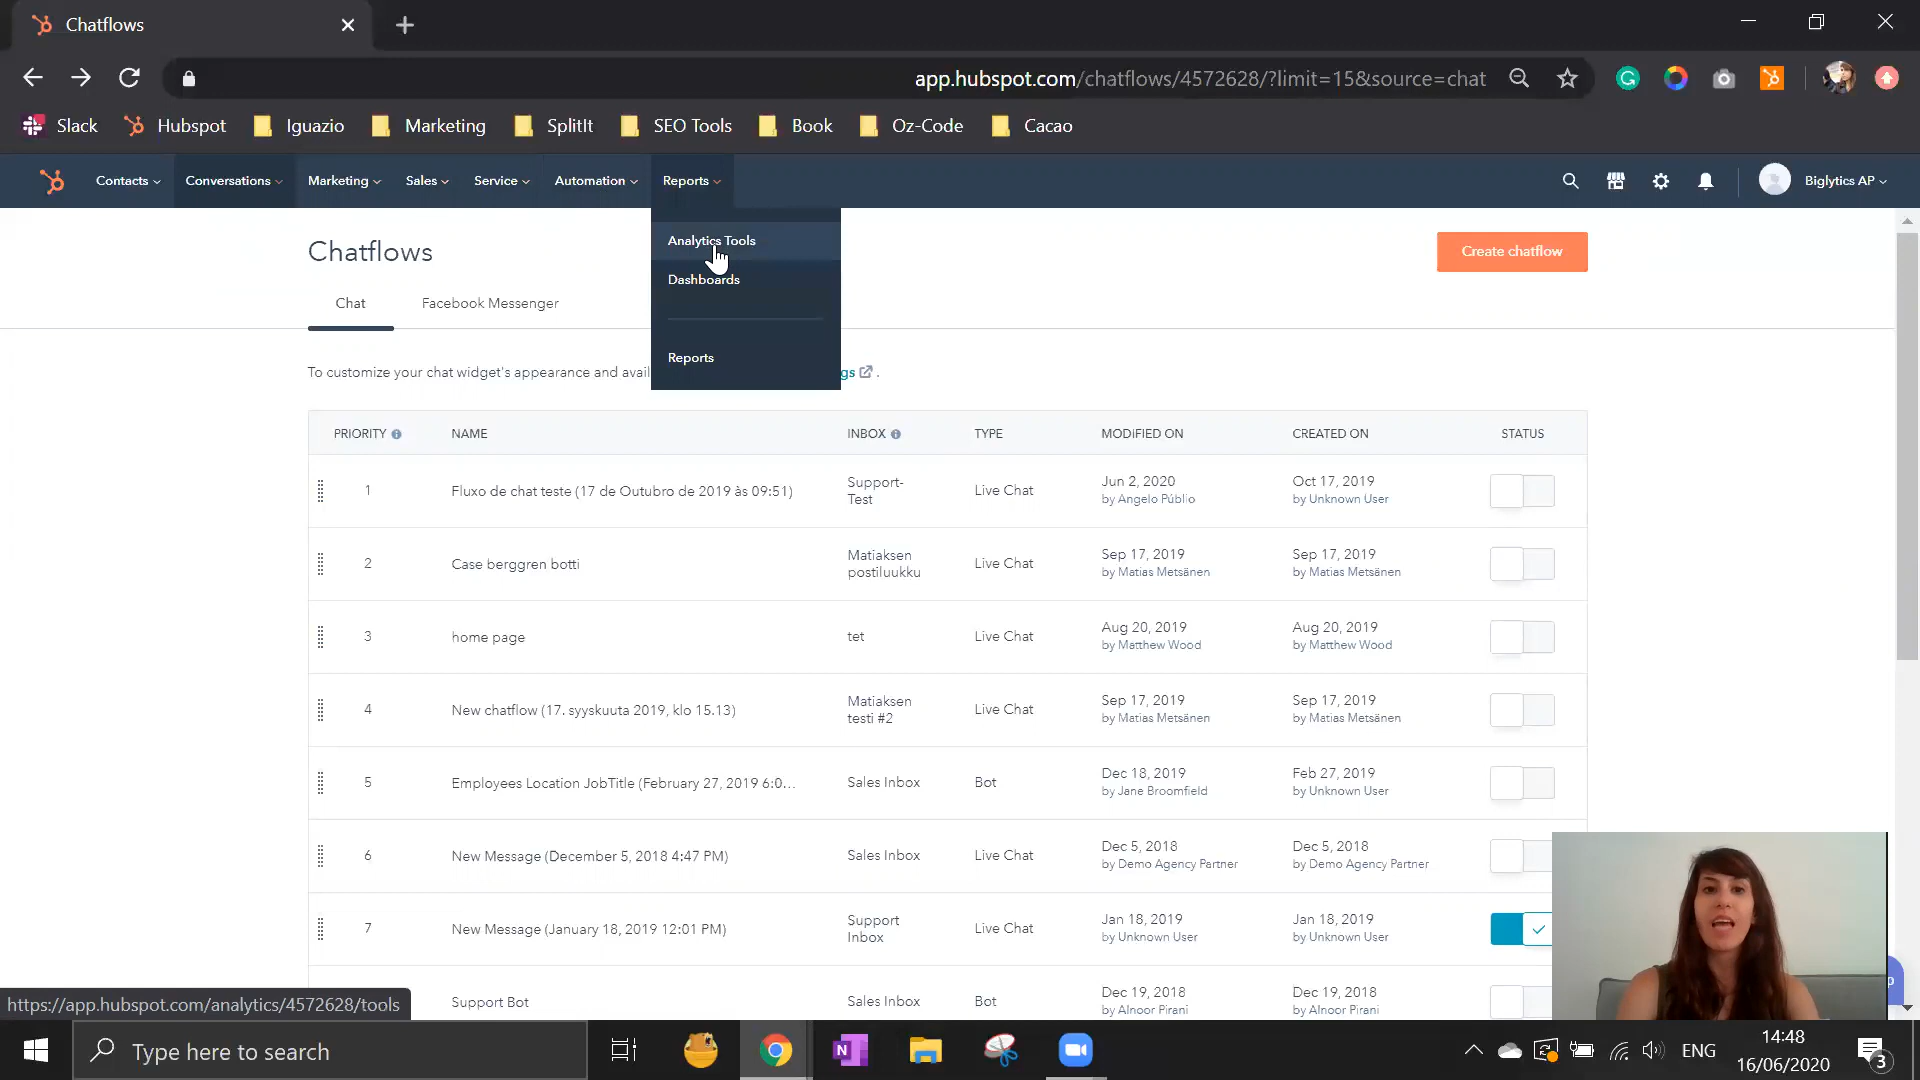 Chatflows
app.hubspot.com/chatflows/4572628/?limit=15&source=chat
Slack Hubspot Iguazio Marketing SplitIt SEO Tools Book Oz-Code Cacao
Contacts Conversations Marketing Sales Service Automation Reports Biglytics AP
Analytics Tools
Dashboards
Reports
Chatflows
Create chatflow
Chat Facebook Messenger
To customize your chat widget's appearance and avail gs .
PRIORITY NAME INBOX TYPE MODIFIED ON CREATED ON STATUS
1 Fluxo de chat teste (17 de Outubro de 2019 às 09:51) Support-Test Live Chat Jun 2, 2020 by Angelo Públio Oct 17, 2019 by Unknown User
2 Case berggren botti Matiaksen postiluukku Live Chat Sep 17, 2019 by Matias Metsänen Sep 17, 2019 by Matias Metsänen
3 home page tet Live Chat Aug 20, 2019 by Matthew Wood Aug 20, 2019 by Matthew Wood
4 New chatflow (17. syyskuuta 2019, klo 15.13) Matiaksen testi #2 Live Chat Sep 17, 2019 by Matias Metsänen Sep 17, 2019 by Matias Metsänen
5 Employees Location JobTitle (February 27, 2019 6:0... Sales Inbox Bot Dec 18, 2019 by Jane Broomfield Feb 27, 2019 by Unknown User
6 New Message (December 5, 2018 4:47 PM) Sales Inbox Live Chat Dec 5, 2018 by Demo Agency Partner Dec 5, 2018 by Demo Agency Partner
7 New Message (January 18, 2019 12:01 PM) Support Inbox Live Chat Jan 18, 2019 by Unknown User Jan 18, 2019 by Unknown User
Support Bot Sales Inbox Bot Dec 19, 2018 by Alnoor Pirani Dec 19, 2018 by Alnoor Pirani
https://app.hubspot.com/analytics/4572628/tools
Type here to search
ENG
14:48
16/06/2020
3